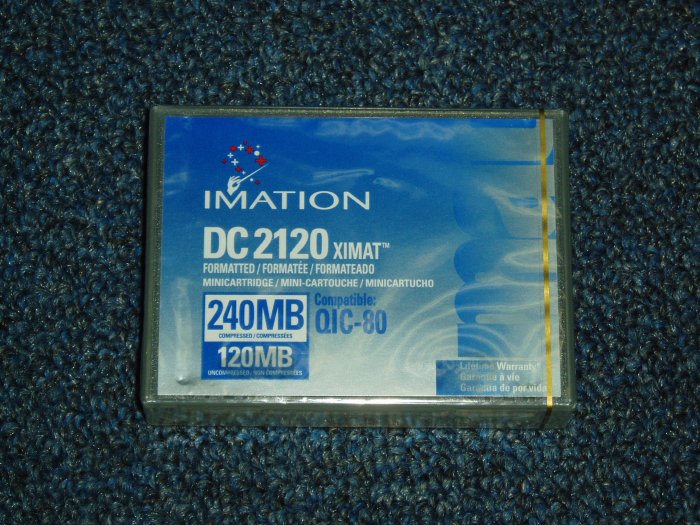 IMATION
DC 2120 XIMAT™
FORMATTED / FORMATÉE / FORMATEADO
MINICARTRIDGE / MINI-CARTOUCHE / MINICARTUCHO
240MB
COMPRESSED / COMPRESSÉES
120MB
UNCOMPRESSED / NON COMPRESSÉES
Compatible:
QIC-80
Lifetime Warranty*
Garantie à vie
Garantía de por vida